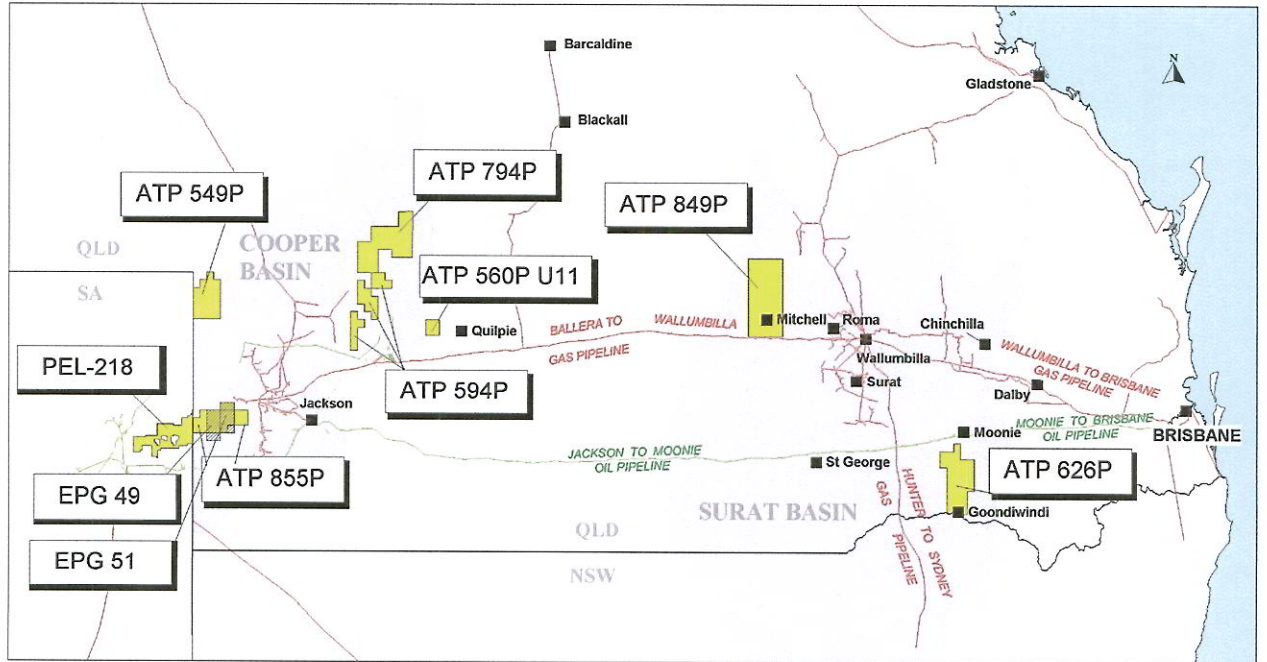 Barcaldine
N
Gladstone
Blackall
ATP 794P
ATP 549P
ATP 849P
QLD
COOPER
BASIN
ATP 560P U11
SA
Quilpie
BALLERA TO
WALLUMBILLA
GAS PIPELINE
Mitchell
Roma
Chinchilla
Wallumbilla
WALLUMBILLA TO BRISBANE
GAS PIPELINE
PEL-218
ATP 594P
Surat
Dalby
Jackson
MOONIE TO BRISBANE
OIL PIPELINE
BRISBANE
Moonie
JACKSON TO MOONIE
OIL PIPELINE
St George
ATP 855P
EPG 49
ATP 626P
HUNTER TO SYDNEY
GAS
PIPELINE
SURAT BASIN
Goondiwindi
QLD
EPG 51
NSW